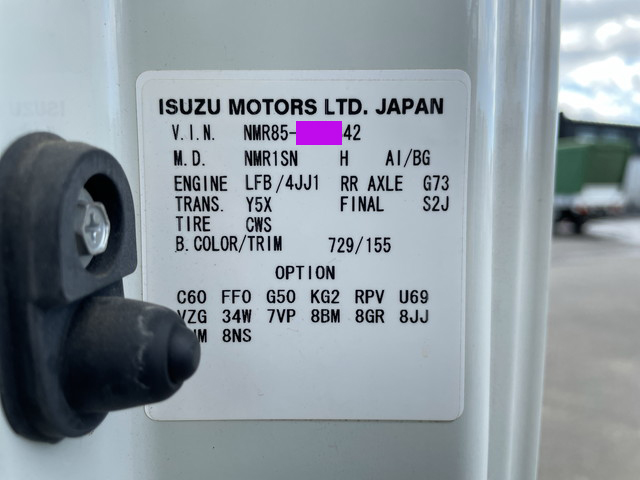 ISUZU MOTORS LTD. JAPAN
V.I.N. NMR85- 42
M.D. NMR1SN H AI/BG
ENGINE LFB/4JJ1 RR AXLE G73
TRANS. Y5X FINAL S2J
TIRE CWS
B.COLOR/TRIM 729/155
OPTION
C60 FF0 G50 KG2 RPV U69
VZG 34W 7VP 8BM 8GR 8JJ
8NS